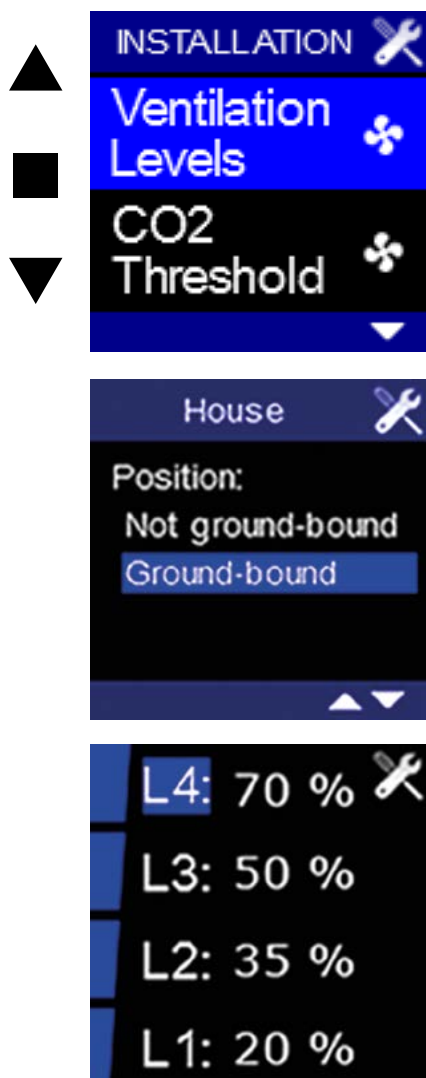 INSTALLATION
Ventilation
Levels
CO2
Threshold
House
Position:
Not ground-bound
Ground-bound
L4: 70 %
L3: 50 %
L2: 35 %
L1: 20 %